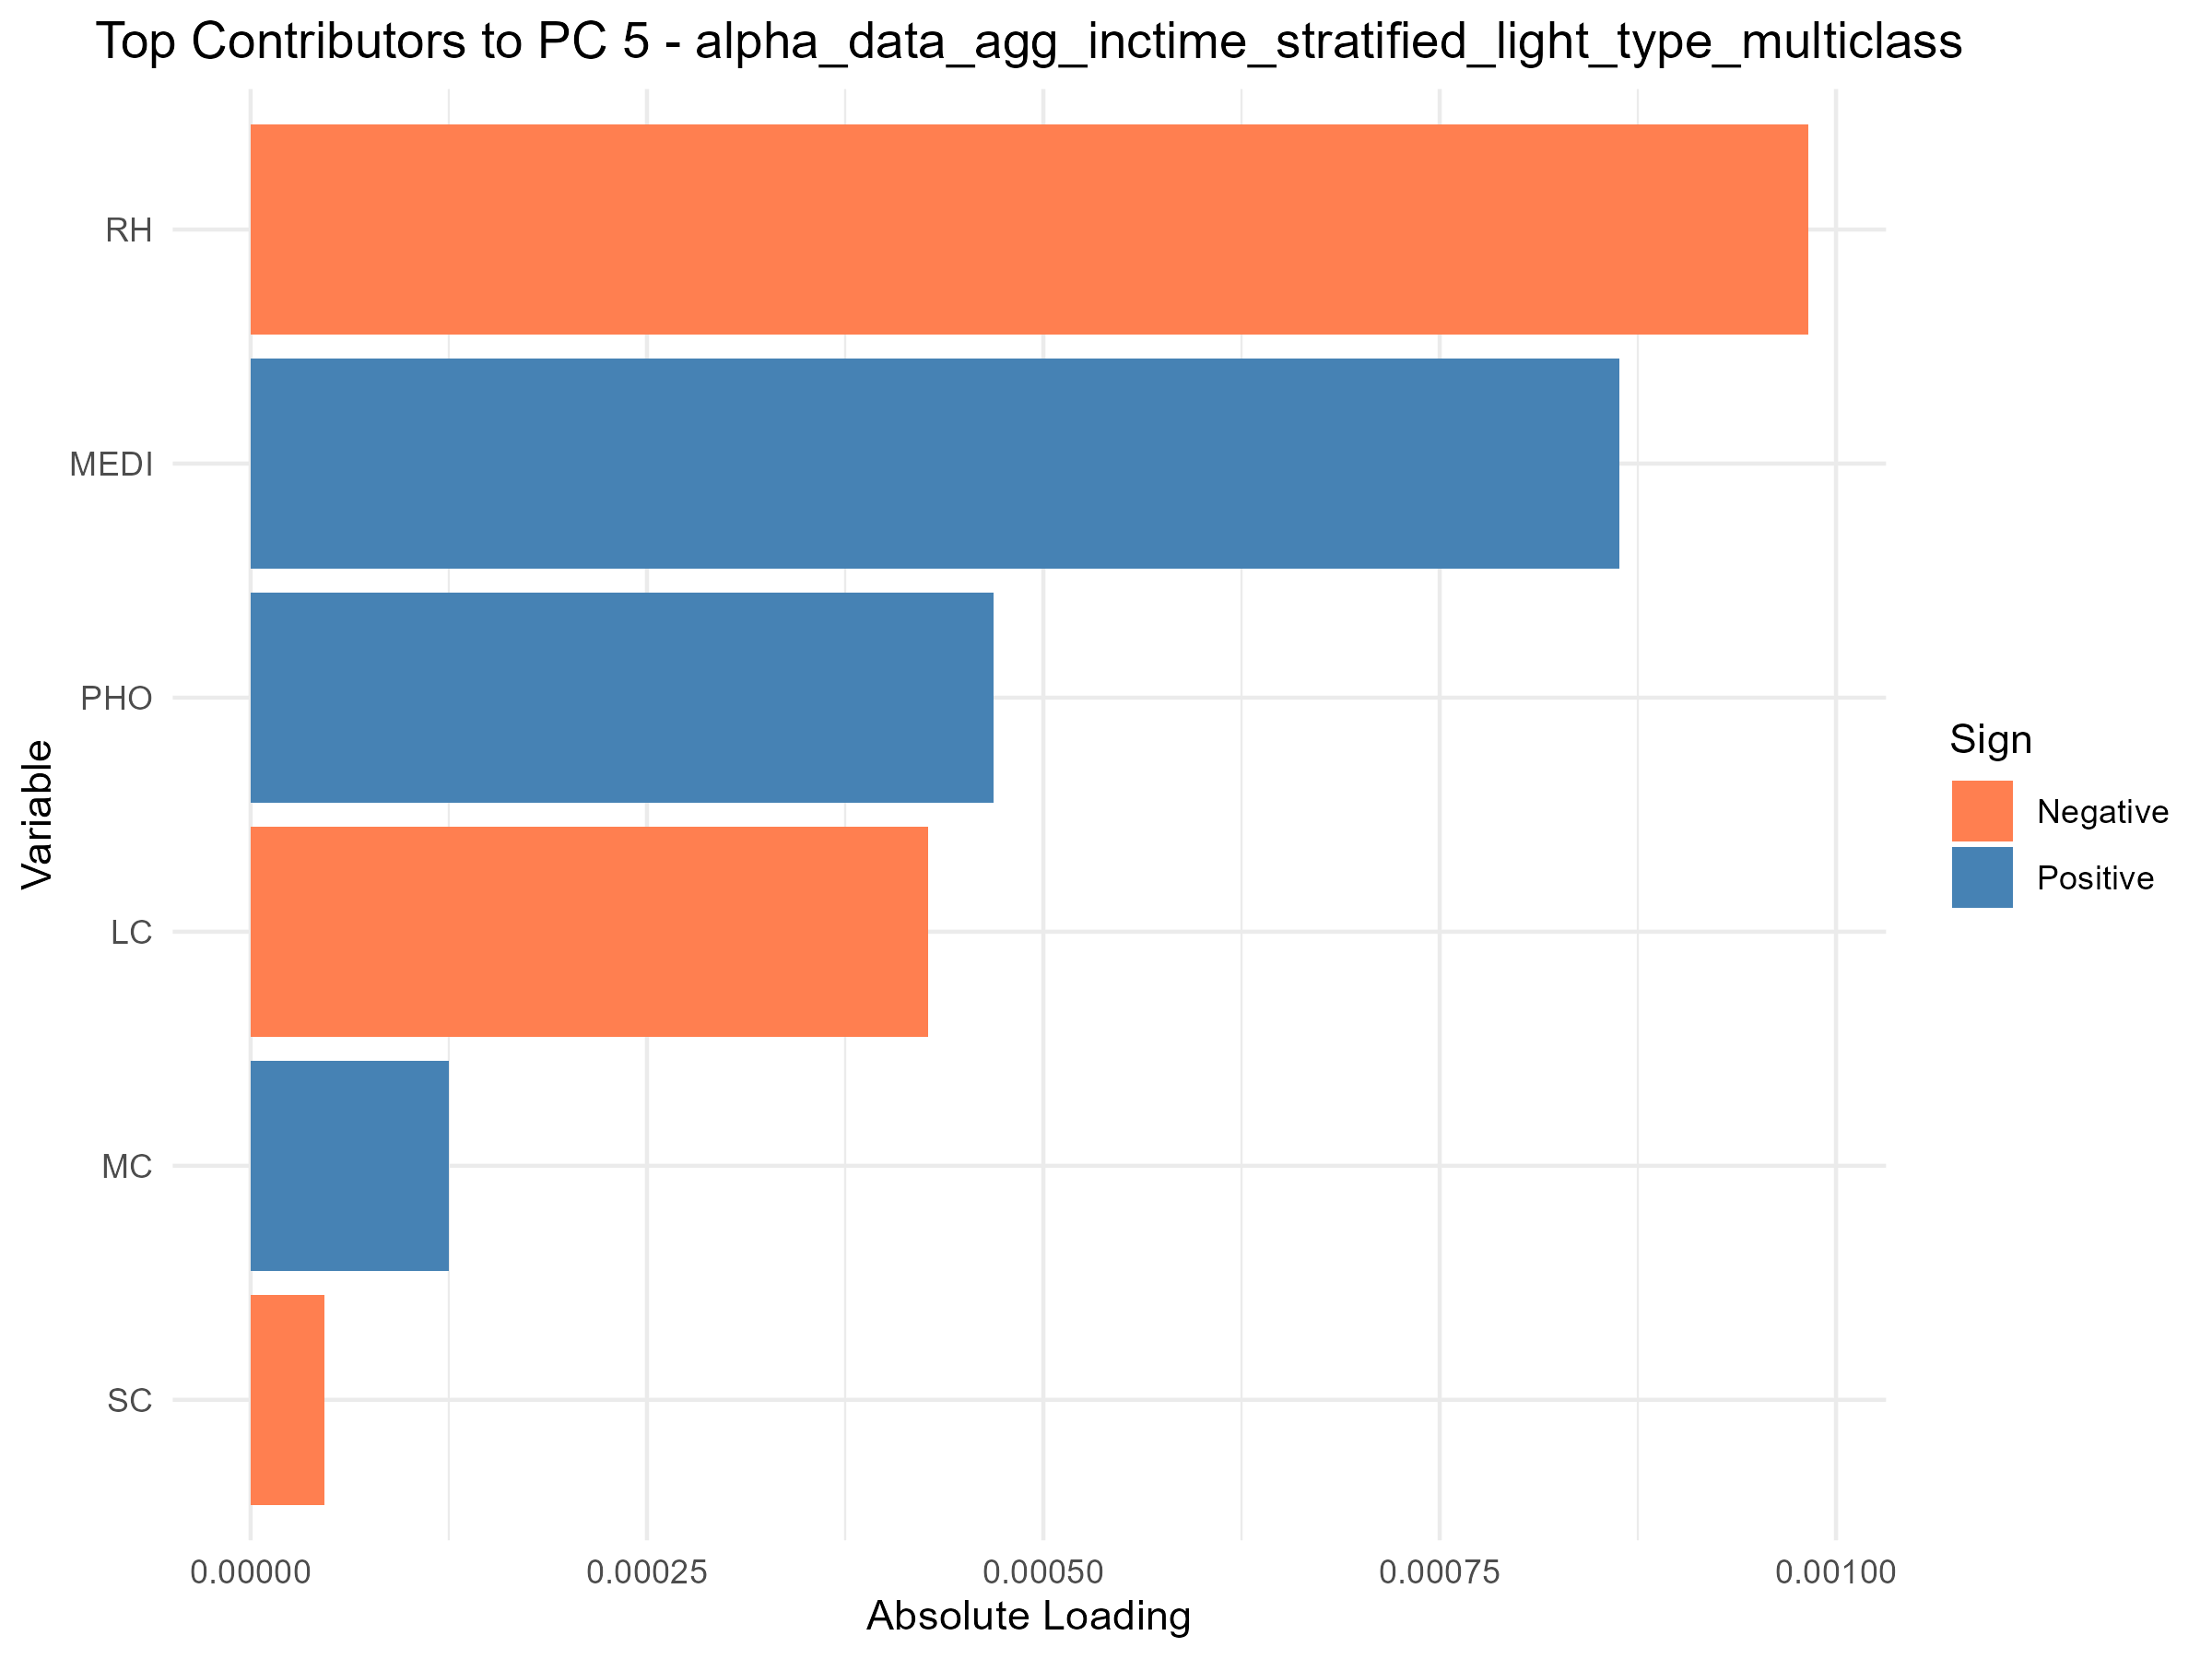 Top Contributors to PC 5 - alpha_data_agg_inctime_stratified_light_type_multiclass
Variable
RH
MEDI
PHO
LC
MC
SC
0.00000
0.00025
0.00050
0.00075
0.00100
Absolute Loading
Sign
Negative
Positive